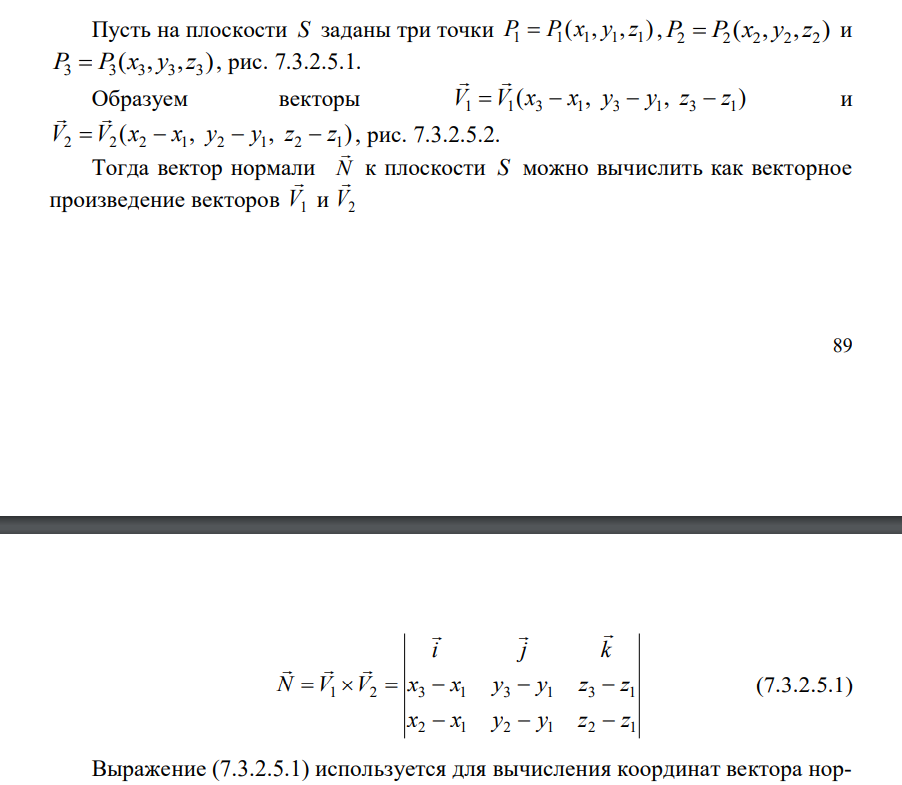 Пусть на плоскости S заданы три точки P₁ = P₁(x₁, y₁, z₁), P₂ = P₂(x₂, y₂, z₂) и
P₃ = P₃(x₃, y₃, z₃), рис. 7.3.2.5.1.
Образуем векторы V⃗₁ = V⃗₁(x₃ − x₁, y₃ − y₁, z₃ − z₁) и
V⃗₂ = V⃗₂(x₂ − x₁, y₂ − y₁, z₂ − z₁), рис. 7.3.2.5.2.
Тогда вектор нормали N⃗ к плоскости S можно вычислить как векторное
произведение векторов V⃗₁ и V⃗₂
89
i⃗ j⃗ k⃗
N⃗ = V⃗₁ × V⃗₂ = |x₃ − x₁ y₃ − y₁ z₃ − z₁| (7.3.2.5.1)
x₂ − x₁ y₂ − y₁ z₂ − z₁
Выражение (7.3.2.5.1) используется для вычисления координат вектора нор-